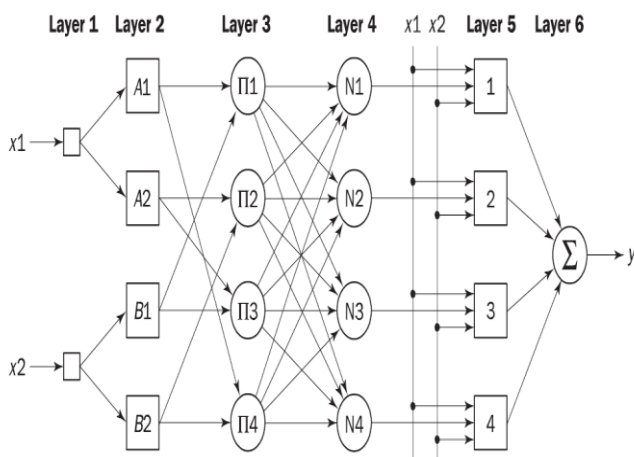 Layer 1 Layer 2 Layer 3 Layer 4 x1 x2 Layer 5 Layer 6
A1 Π1 N1 1
x1
A2 Π2 N2 2
Σ y
B1 Π3 N3 3
x2
B2 Π4 N4 4